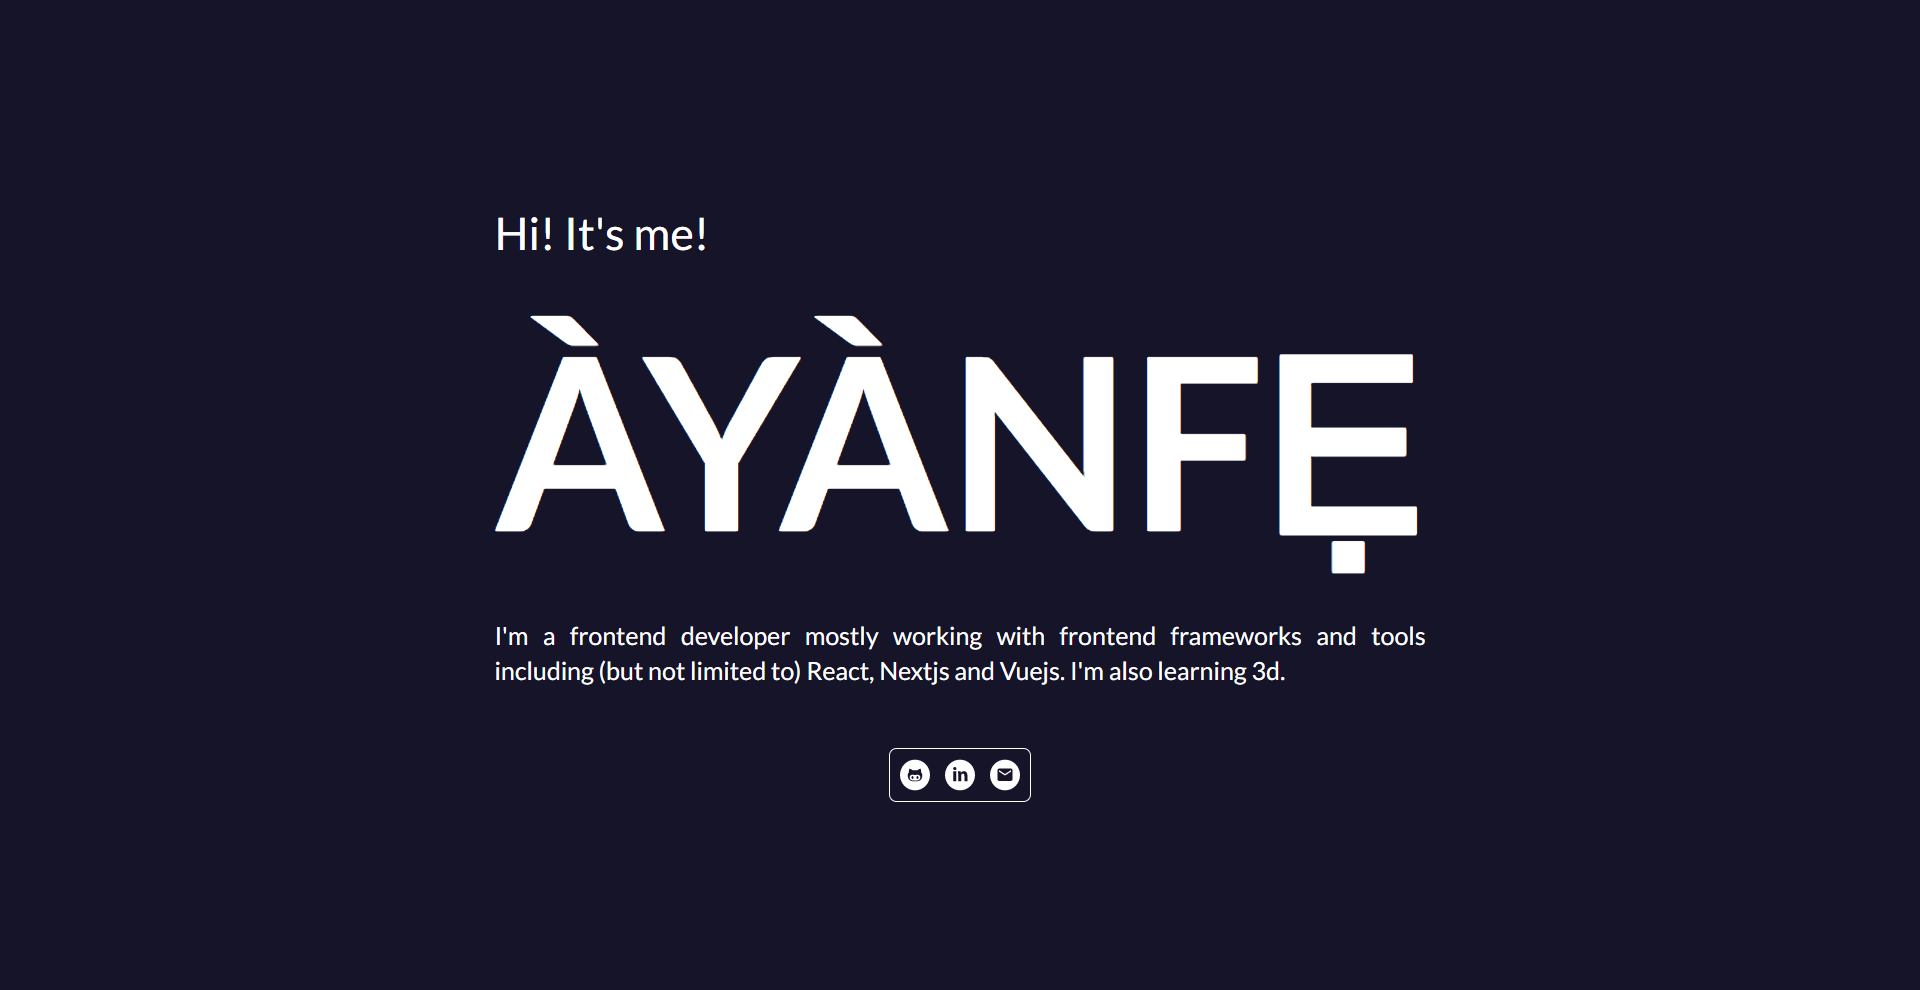 Hi! It's me!
ÀYÀNFẸ
I'm a frontend developer mostly working with frontend frameworks and tools
including (but not limited to) React, Nextjs and Vuejs. I'm also learning 3d.
in